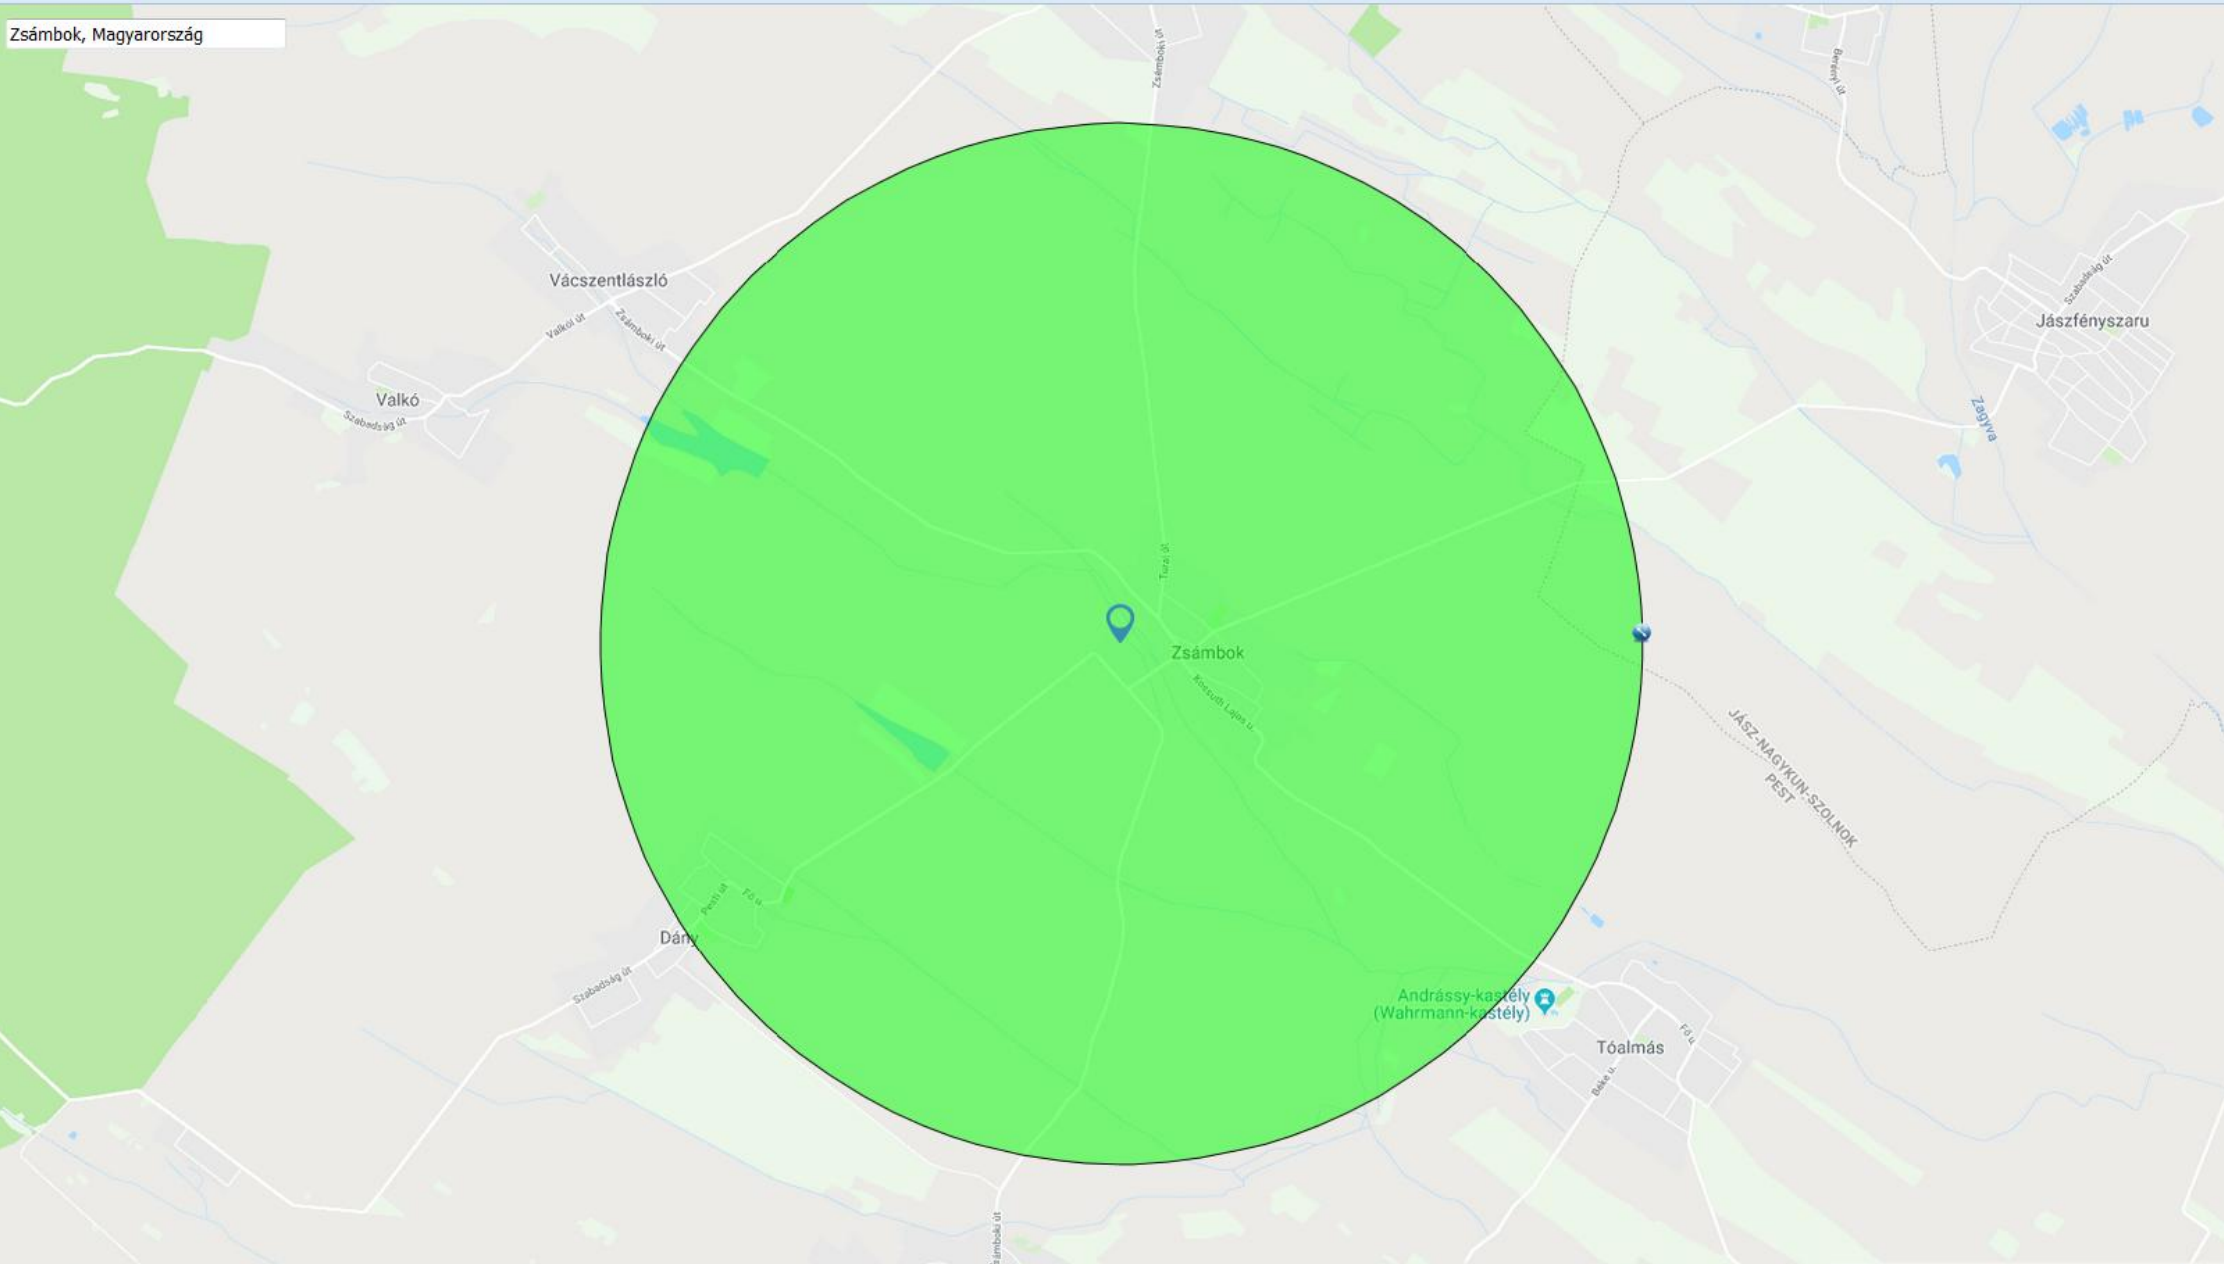 Zsámbok, Magyarország
Zsámboki út
Berényi út
Vácszentlászló
Valkói út
Zsámboki út
Szabadság út
Jászfényszaru
Valkó
Szabadság út
Zagyva
Turai út
Zsámbok
Kossuth Lajos u.
JÁSZ-NAGYKUN-SZOLNOK
PEST
Pesti út
Fő u.
Dány
Szabadság út
Andrássy-kastély
(Wahrmann-kastély)
Fő u.
Tóalmás
Béke u.
ámboki út